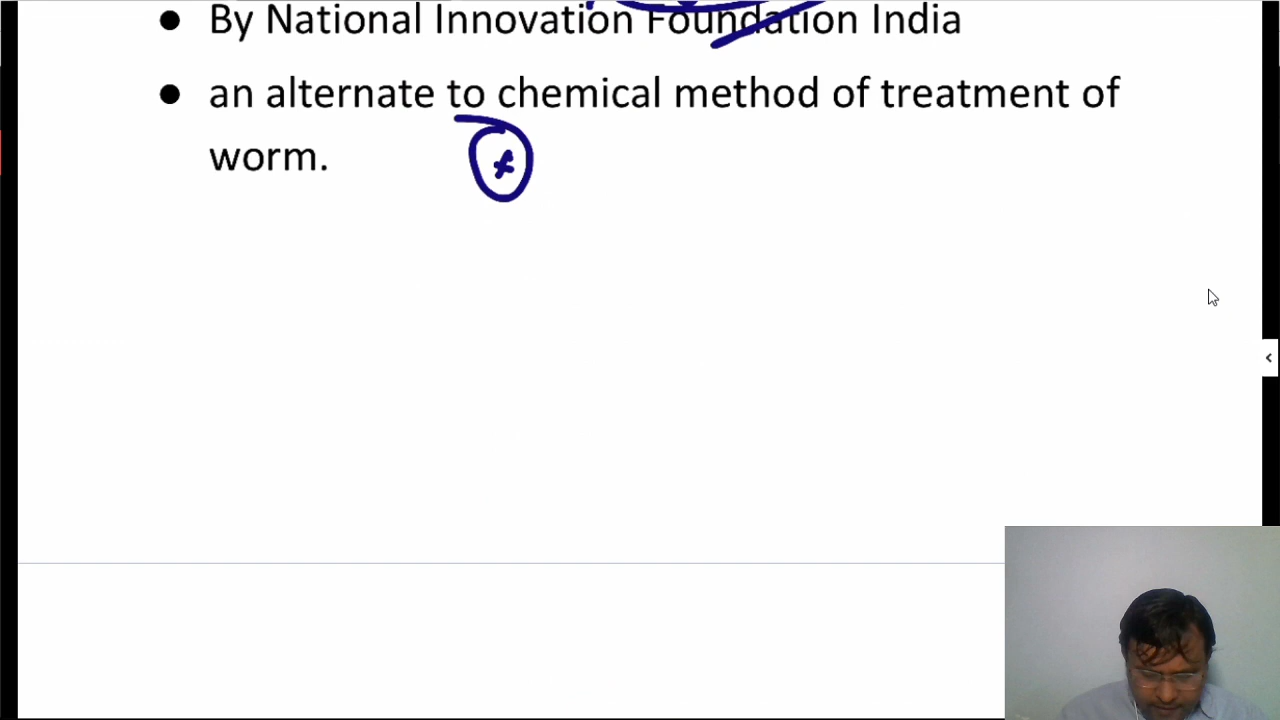 ● By National Innovation Foundation India
● an alternate to chemical method of treatment of
worm.